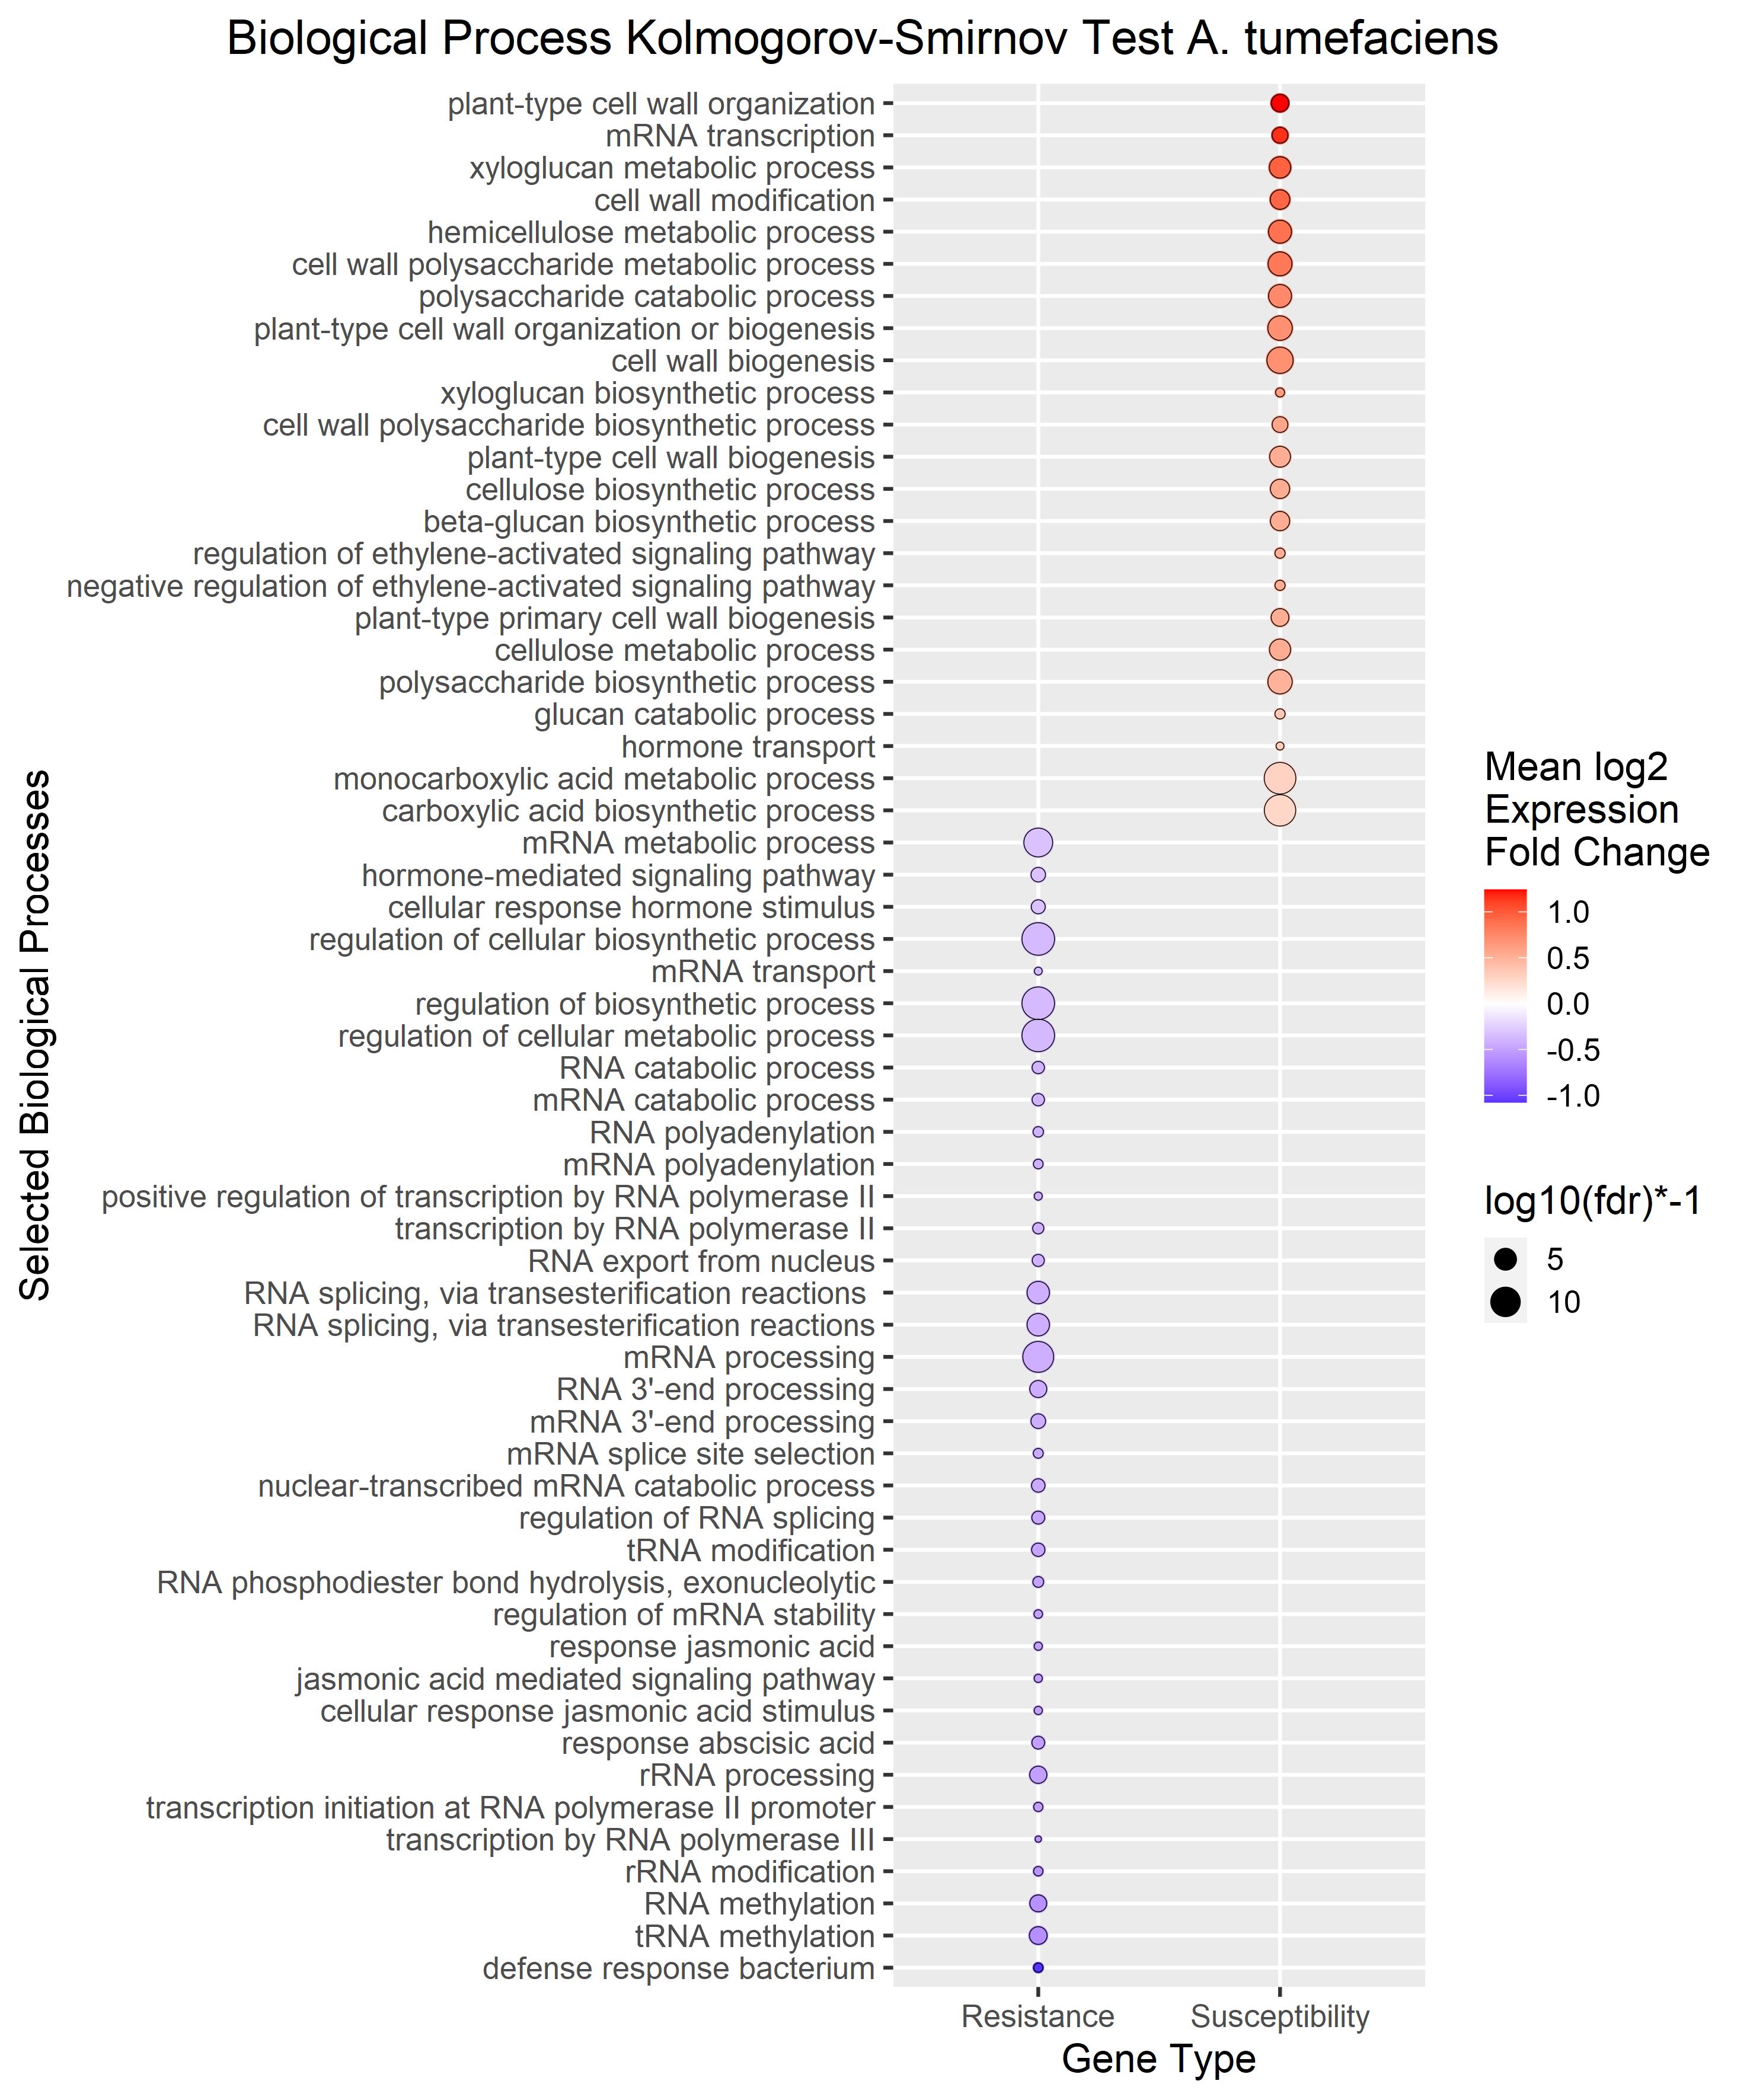 Biological Process Kolmogorov-Smirnov Test A. tumefaciens
Selected Biological Processes
plant-type cell wall organization
mRNA transcription
xyloglucan metabolic process
cell wall modification
hemicellulose metabolic process
cell wall polysaccharide metabolic process
polysaccharide catabolic process
plant-type cell wall organization or biogenesis
cell wall biogenesis
xyloglucan biosynthetic process
cell wall polysaccharide biosynthetic process
plant-type cell wall biogenesis
cellulose biosynthetic process
beta-glucan biosynthetic process
regulation of ethylene-activated signaling pathway
negative regulation of ethylene-activated signaling pathway
plant-type primary cell wall biogenesis
cellulose metabolic process
polysaccharide biosynthetic process
glucan catabolic process
hormone transport
monocarboxylic acid metabolic process
carboxylic acid biosynthetic process
mRNA metabolic process
hormone-mediated signaling pathway
cellular response hormone stimulus
regulation of cellular biosynthetic process
mRNA transport
regulation of biosynthetic process
regulation of cellular metabolic process
RNA catabolic process
mRNA catabolic process
RNA polyadenylation
mRNA polyadenylation
positive regulation of transcription by RNA polymerase II
transcription by RNA polymerase II
RNA export from nucleus
RNA splicing, via transesterification reactions
RNA splicing, via transesterification reactions
mRNA processing
RNA 3'-end processing
mRNA 3'-end processing
mRNA splice site selection
nuclear-transcribed mRNA catabolic process
regulation of RNA splicing
tRNA modification
RNA phosphodiester bond hydrolysis, exonucleolytic
regulation of mRNA stability
response jasmonic acid
jasmonic acid mediated signaling pathway
cellular response jasmonic acid stimulus
response abscisic acid
rRNA processing
transcription initiation at RNA polymerase II promoter
transcription by RNA polymerase III
rRNA modification
RNA methylation
tRNA methylation
defense response bacterium
Resistance
Susceptibility
Gene Type
Mean log2
Expression
Fold Change
1.0
0.5
0.0
-0.5
-1.0
log10(fdr)*-1
5
10